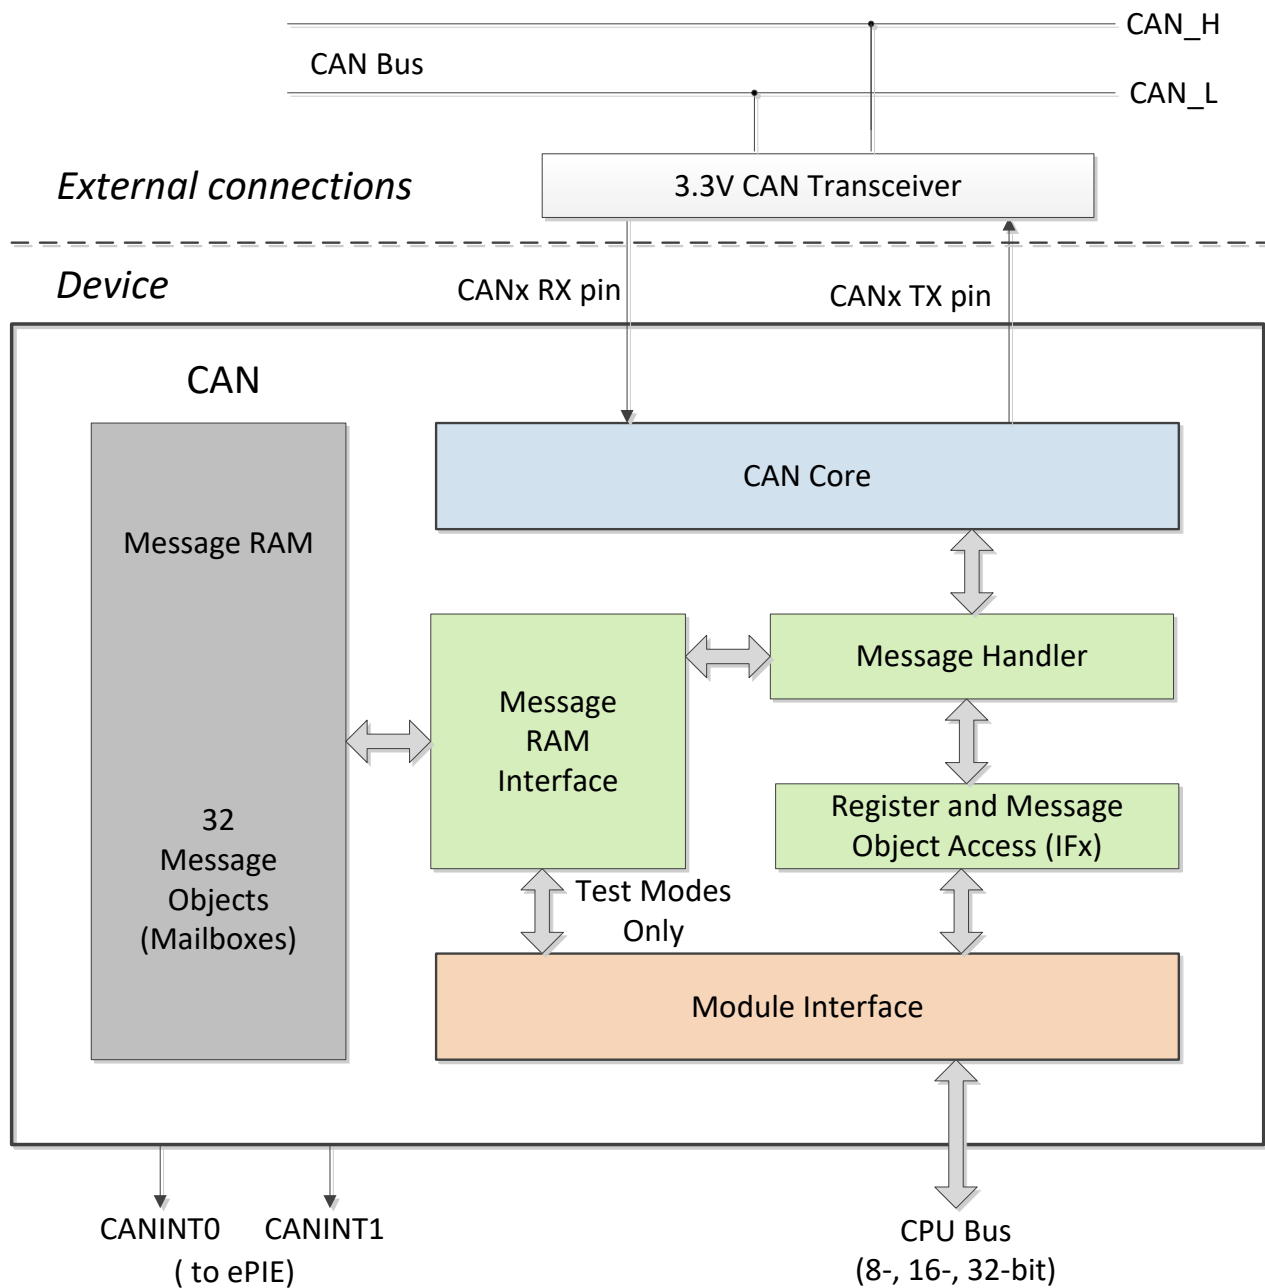 CAN_H
CAN Bus
CAN_L
External connections
3.3V CAN Transceiver
Device
CANx RX pin
CANx TX pin
CAN
CAN Core
Message RAM
Message Handler
Message
RAM
Interface
Register and Message
Object Access (IFx)
32
Message
Objects
(Mailboxes)
Test Modes
Only
Module Interface
CANINT0
CANINT1
( to ePIE)
CPU Bus
(8-, 16-, 32-bit)